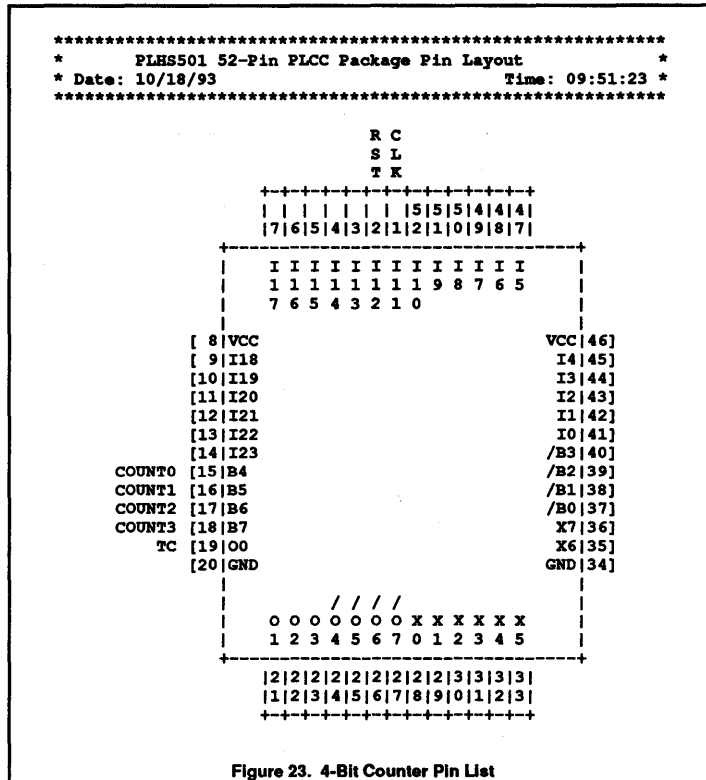 ************************************************************
*       PLHS501 52-Pin PLCC Package Pin Layout             *
* Date: 10/18/93                            Time: 09:51:23 *
************************************************************
R C
S L
T K
+-+-+-+-+-+-+-+-+-+-+-+-+-+
| | | | | | | |5|5|5|4|4|4|
|7|6|5|4|3|2|1|2|1|0|9|8|7|
+-----------------------------------+
| I I I I I I I I I I I I I |
| 1 1 1 1 1 1 1 1 9 8 7 6 5 |
| 7 6 5 4 3 2 1 0 |
| |
[ 8|VCC VCC|46]
[ 9|I18 I4|45]
[10|I19 I3|44]
[11|I20 I2|43]
[12|I21 I1|42]
[13|I22 I0|41]
[14|I23 /B3|40]
COUNT0 [15|B4 /B2|39]
COUNT1 [16|B5 /B1|38]
COUNT2 [17|B6 /B0|37]
COUNT3 [18|B7 X7|36]
TC [19|O0 X6|35]
[20|GND GND|34]
| |
| / / / / |
| O O O O O O O X X X X X X |
| 1 2 3 4 5 6 7 0 1 2 3 4 5 |
+-----------------------------------+
|2|2|2|2|2|2|2|2|2|3|3|3|3|
|1|2|3|4|5|6|7|8|9|0|1|2|3|
+-+-+-+-+-+-+-+-+-+-+-+-+-+
Figure 23. 4-Bit Counter Pin List